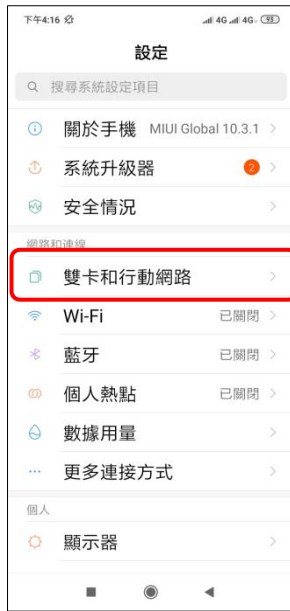 下午4:16
4G 4G 93
設定
搜尋系統設定項目
關於手機 MIUI Global 10.3.1
系統升級器 2
安全情況
網路和連線
雙卡和行動網路
Wi-Fi 已關閉
藍牙 已關閉
個人熱點 已關閉
數據用量
更多連接方式
個人
顯示器